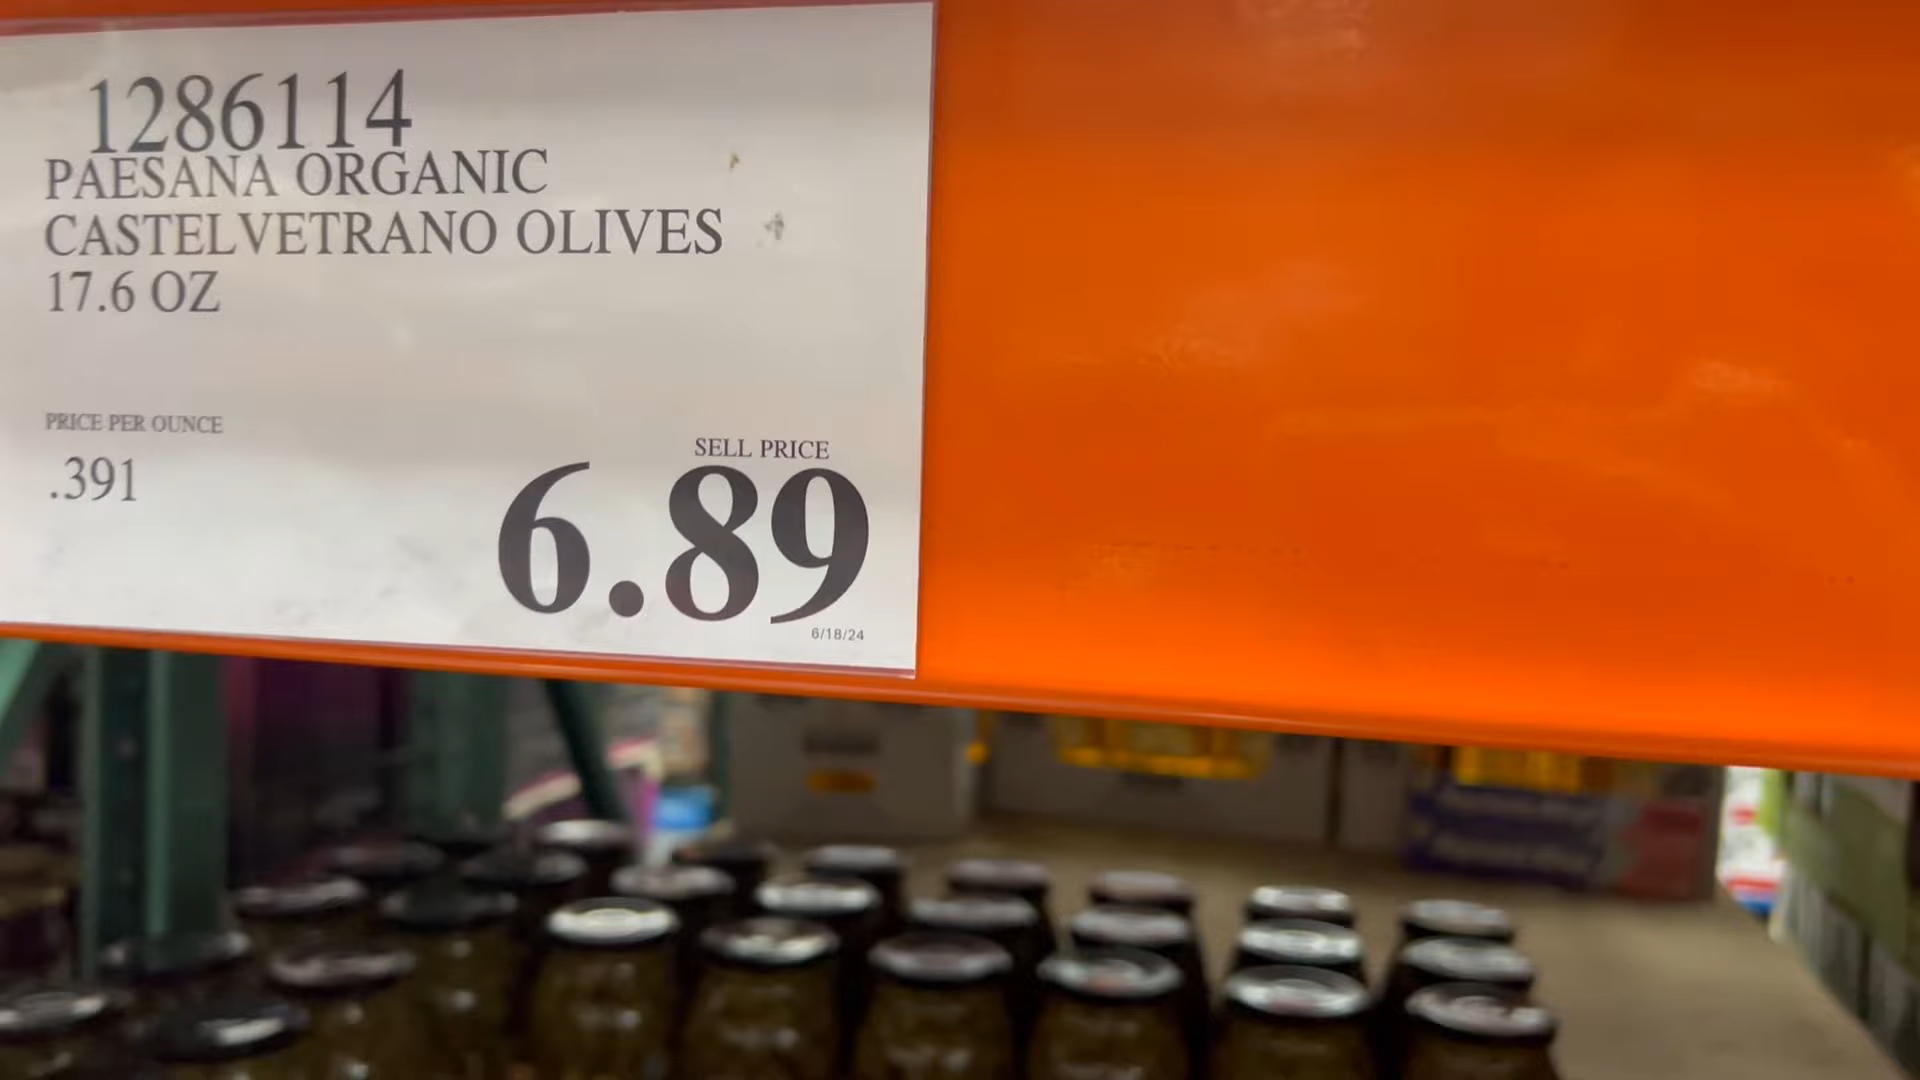 1286114
PAESANA ORGANIC
CASTELVETRANO OLIVES
17.6 OZ
PRICE PER OUNCE
.391
SELL PRICE
6.89
6/18/24